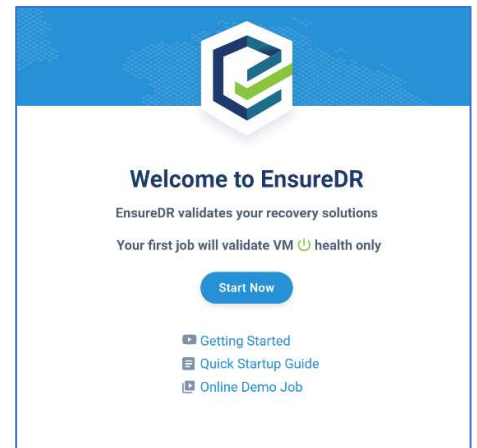 Welcome to EnsureDR
EnsureDR validates your recovery solutions
Your first job will validate VM health only
Start Now
Getting Started
Quick Startup Guide
Online Demo Job